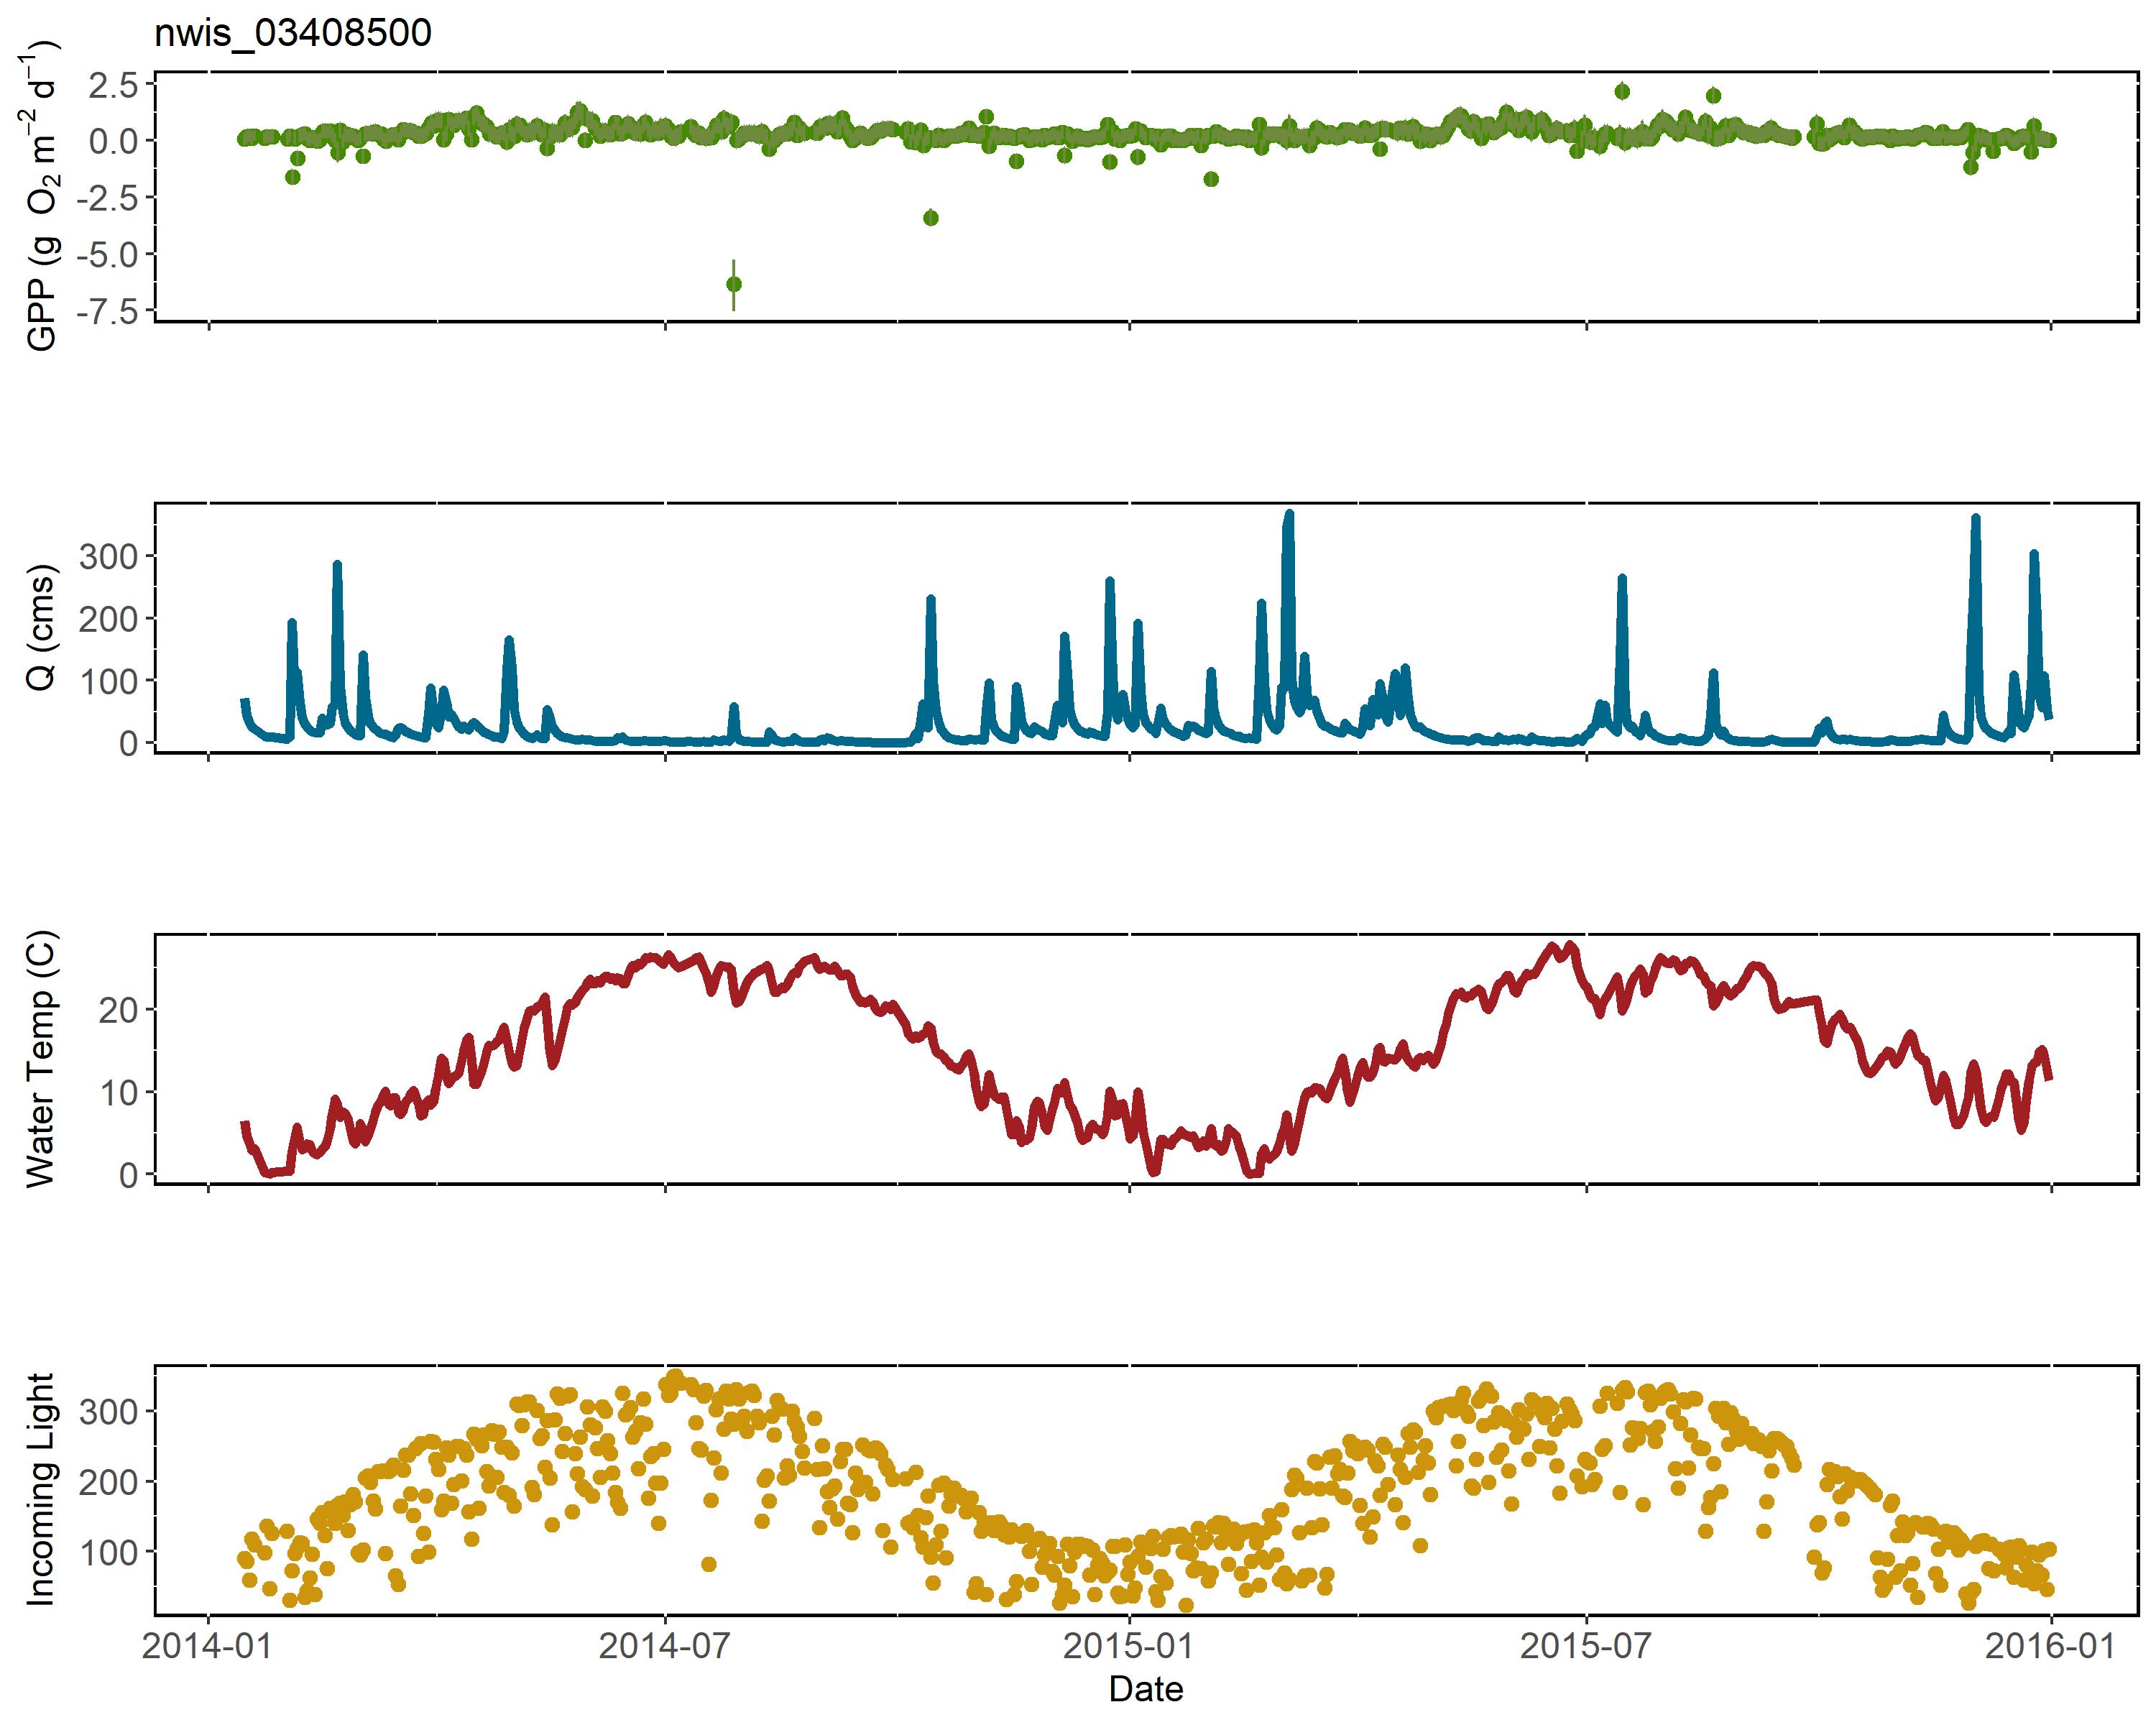 nwis_03408500
GPP (g O₂ m⁻² d⁻¹)
2.5
0.0
-2.5
-5.0
-7.5
Q (cms)
300
200
100
0
Water Temp (C)
20
10
0
Incoming Light
300
200
100
2014-01 2014-07 2015-01 2015-07 2016-01
Date